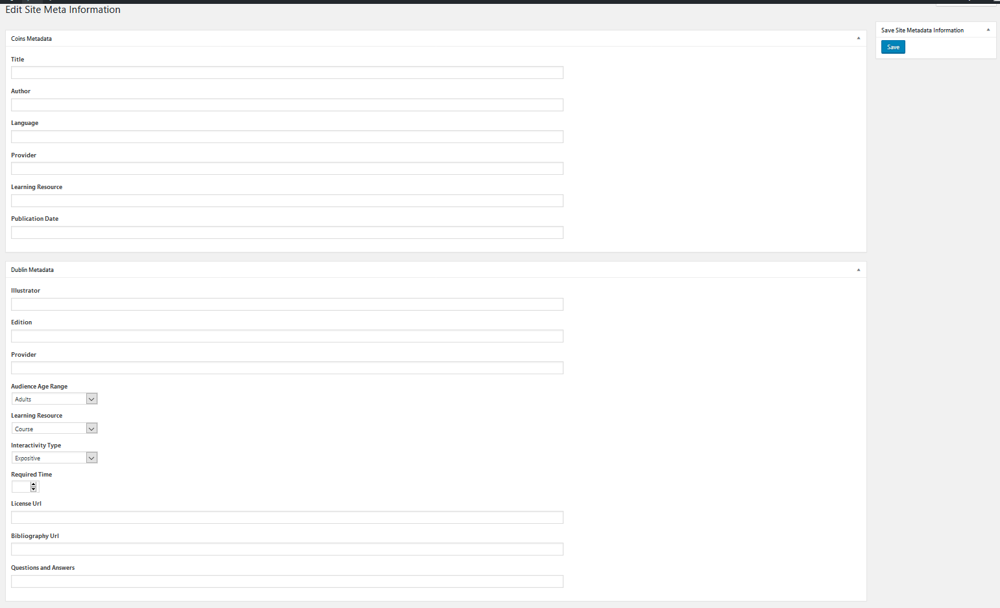 Edit Site Meta Information
Coins Metadata
Title
Author
Language
Provider
Learning Resource
Publication Date
Dublin Metadata
Illustrator
Edition
Provider
Audience Age Range
Adults
Learning Resource
Course
Interactivity Type
Expositive
Required Time
License Url
Bibliography Url
Questions and Answers
Save Site Metadata Information
Save